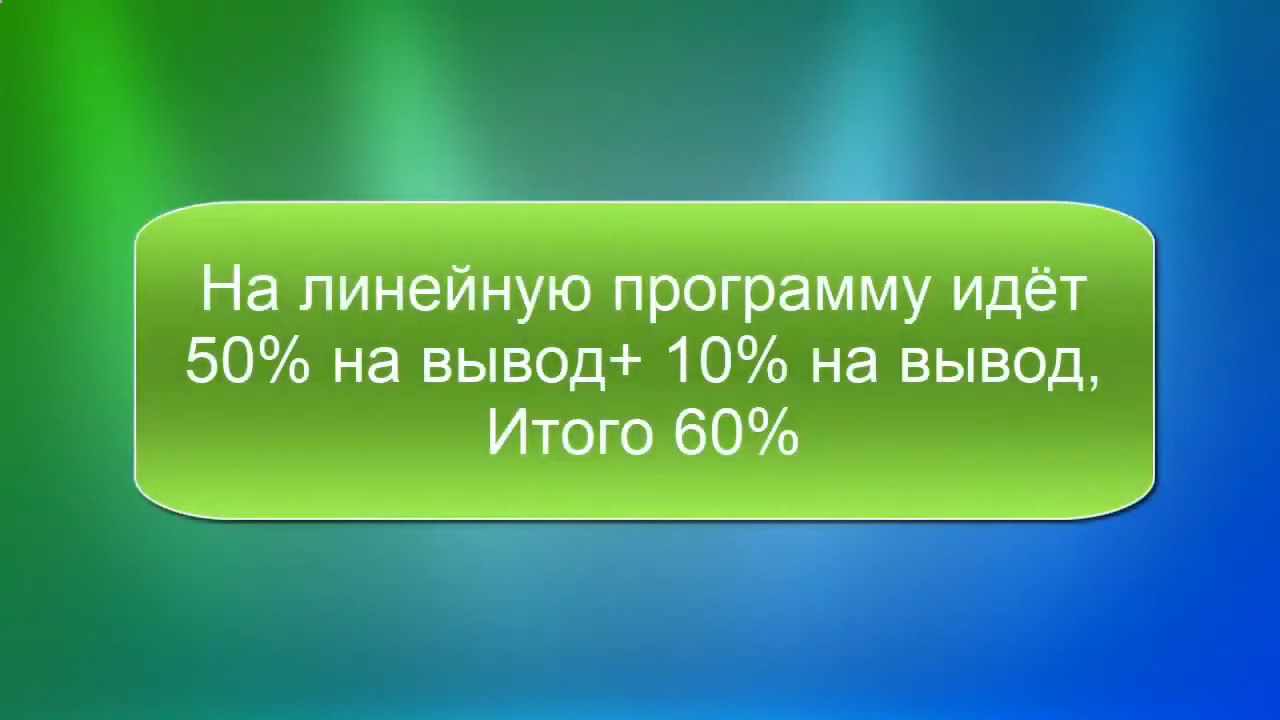 На линейную программу идёт
50% на вывод+ 10% на вывод,
Итого 60%